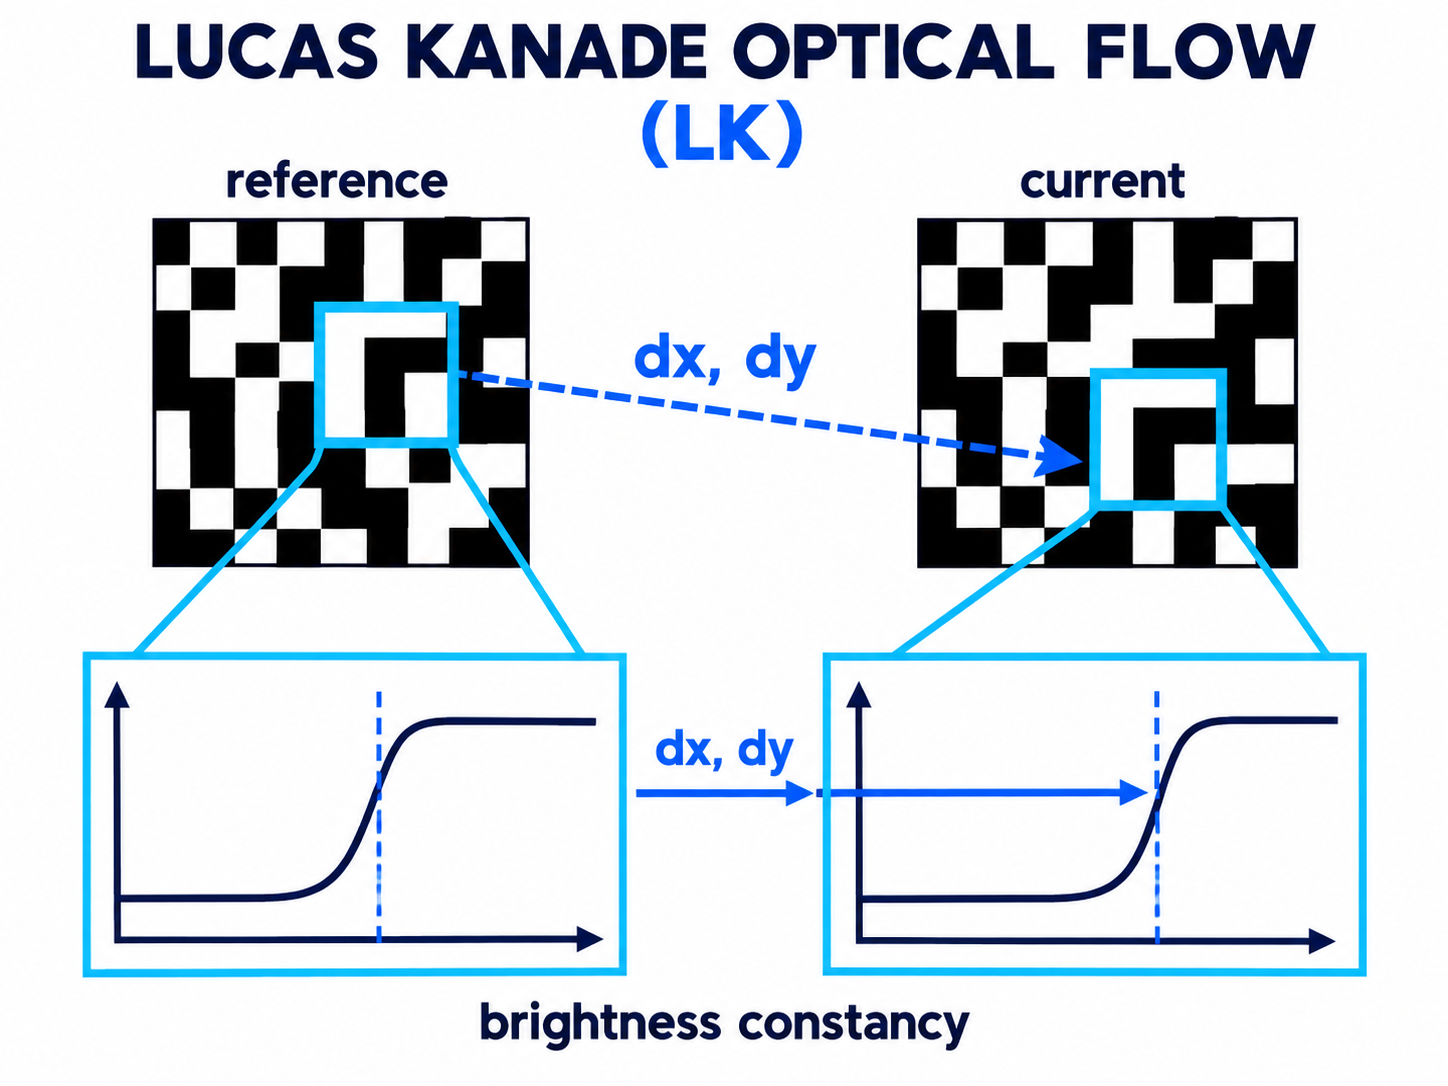 LUCAS KANADE OPTICAL FLOW
(LK)
reference
current
dx, dy
dx, dy
brightness constancy